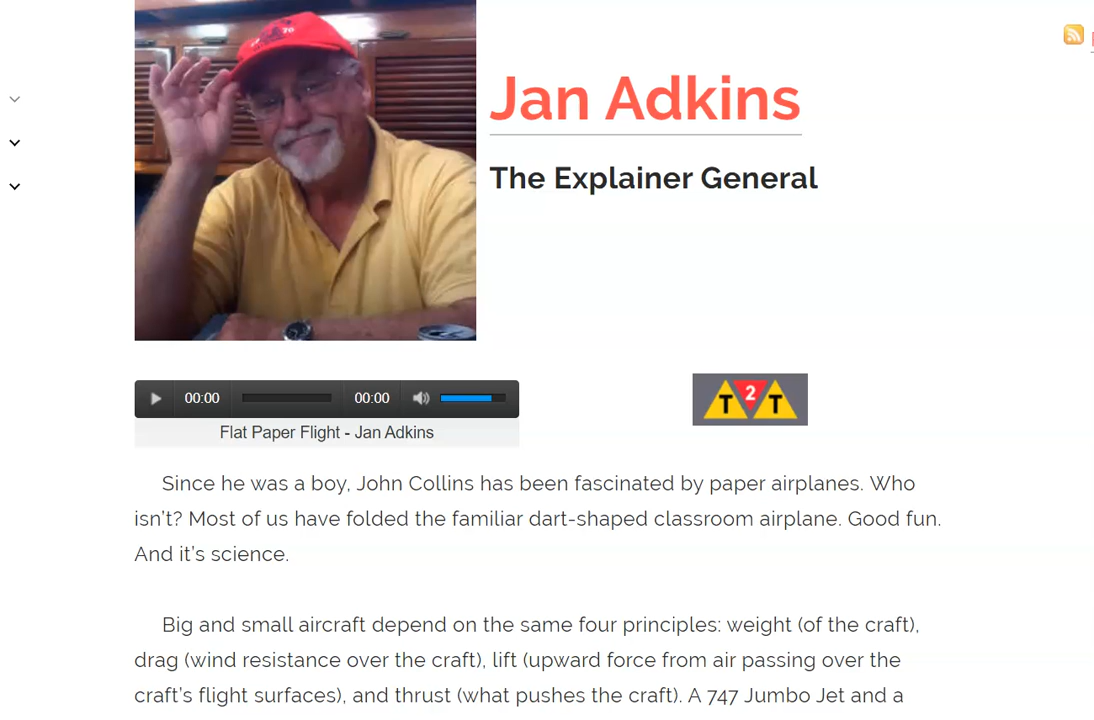 76
Jan Adkins
The Explainer General
00:00
00:00
Flat Paper Flight - Jan Adkins
T 2 T
Since he was a boy, John Collins has been fascinated by paper airplanes. Who
isn’t? Most of us have folded the familiar dart-shaped classroom airplane. Good fun.
And it’s science.
Big and small aircraft depend on the same four principles: weight (of the craft),
drag (wind resistance over the craft), lift (upward force from air passing over the
craft’s flight surfaces), and thrust (what pushes the craft). A 747 Jumbo Jet and a